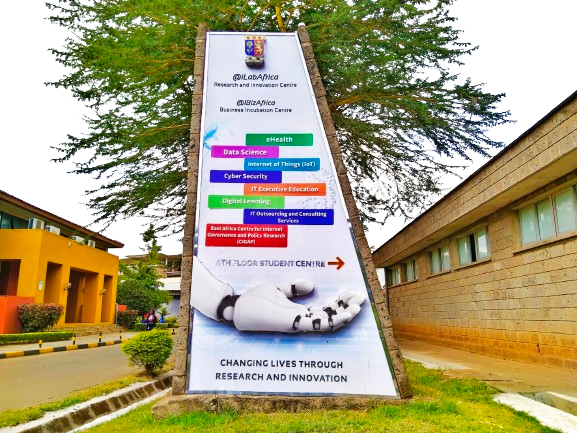 @iLabAfrica
Research and Innovation Centre
@iBizAfrica
Business Incubation Centre
eHealth
Data Science
Internet of Things (IoT)
Cyber Security
IT Executive Education
Digital Learning
IT Outsourcing and Consulting
Services
East Africa Centre for Internet
Governance and Policy Research
(CIGAP)
4TH FLOOR STUDENT CENTRE
CHANGING LIVES THROUGH
RESEARCH AND INNOVATION